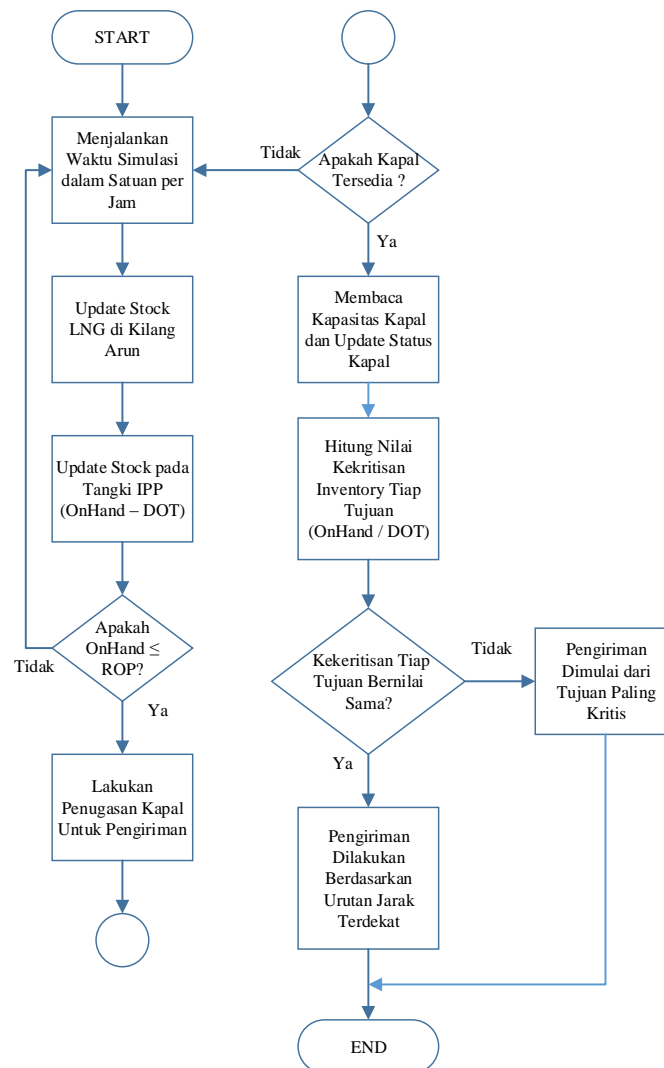 START
Menjalankan
Waktu Simulasi
dalam Satuan per
Jam
Update Stock
LNG di Kilang
Arun
Update Stock pada
Tangki IPP
(OnHand – DOT)
Apakah
OnHand ≤
ROP?
Tidak
Ya
Lakukan
Penugasan Kapal
Untuk Pengiriman
Apakah Kapal
Tersedia ?
Tidak
Ya
Membaca
Kapasitas Kapal
dan Update Status
Kapal
Hitung Nilai
Kekritisan
Inventory Tiap
Tujuan
(OnHand / DOT)
Kekeritisan Tiap
Tujuan Bernilai
Sama?
Tidak
Pengiriman
Dimulai dari
Tujuan Paling
Kritis
Ya
Pengiriman
Dilakukan
Berdasarkan
Urutan Jarak
Terdekat
END